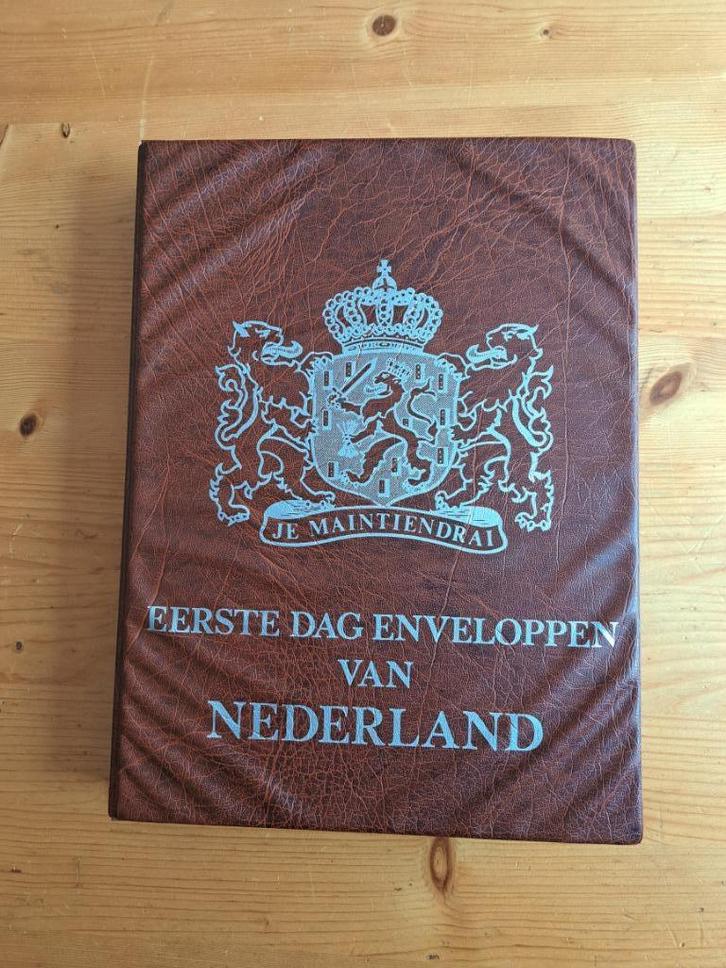 JE MAINTIENDRAI
EERSTE DAG ENVELOPPEN
VAN
NEDERLAND